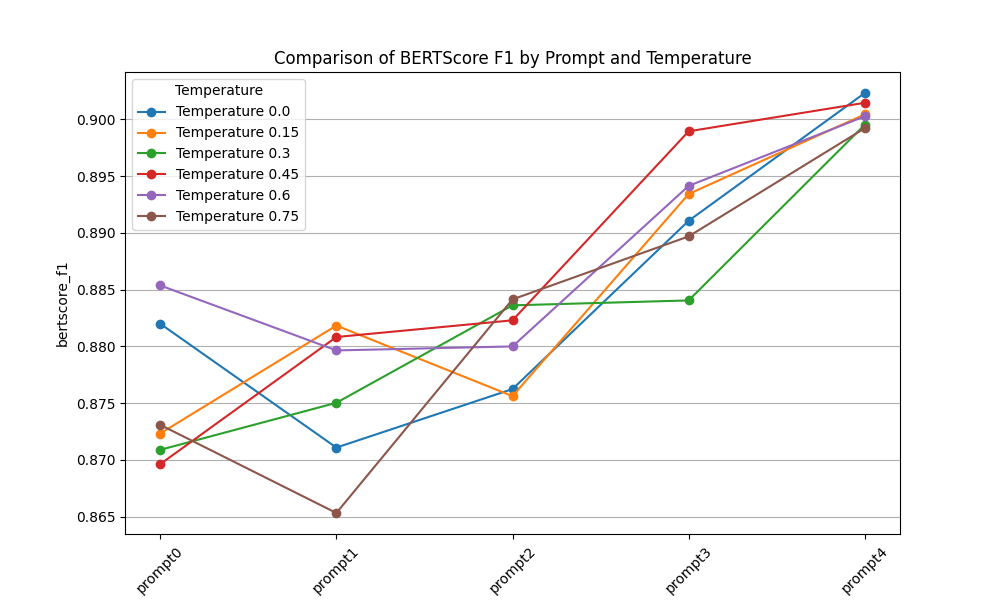 Comparison of BERTScore F1 by Prompt and Temperature
Temperature
Temperature 0.0
Temperature 0.15
Temperature 0.3
Temperature 0.45
Temperature 0.6
Temperature 0.75
0.900
0.895
0.890
0.885
0.880
0.875
0.870
0.865
bertscore_f1
prompt0
prompt1
prompt2
prompt3
prompt4